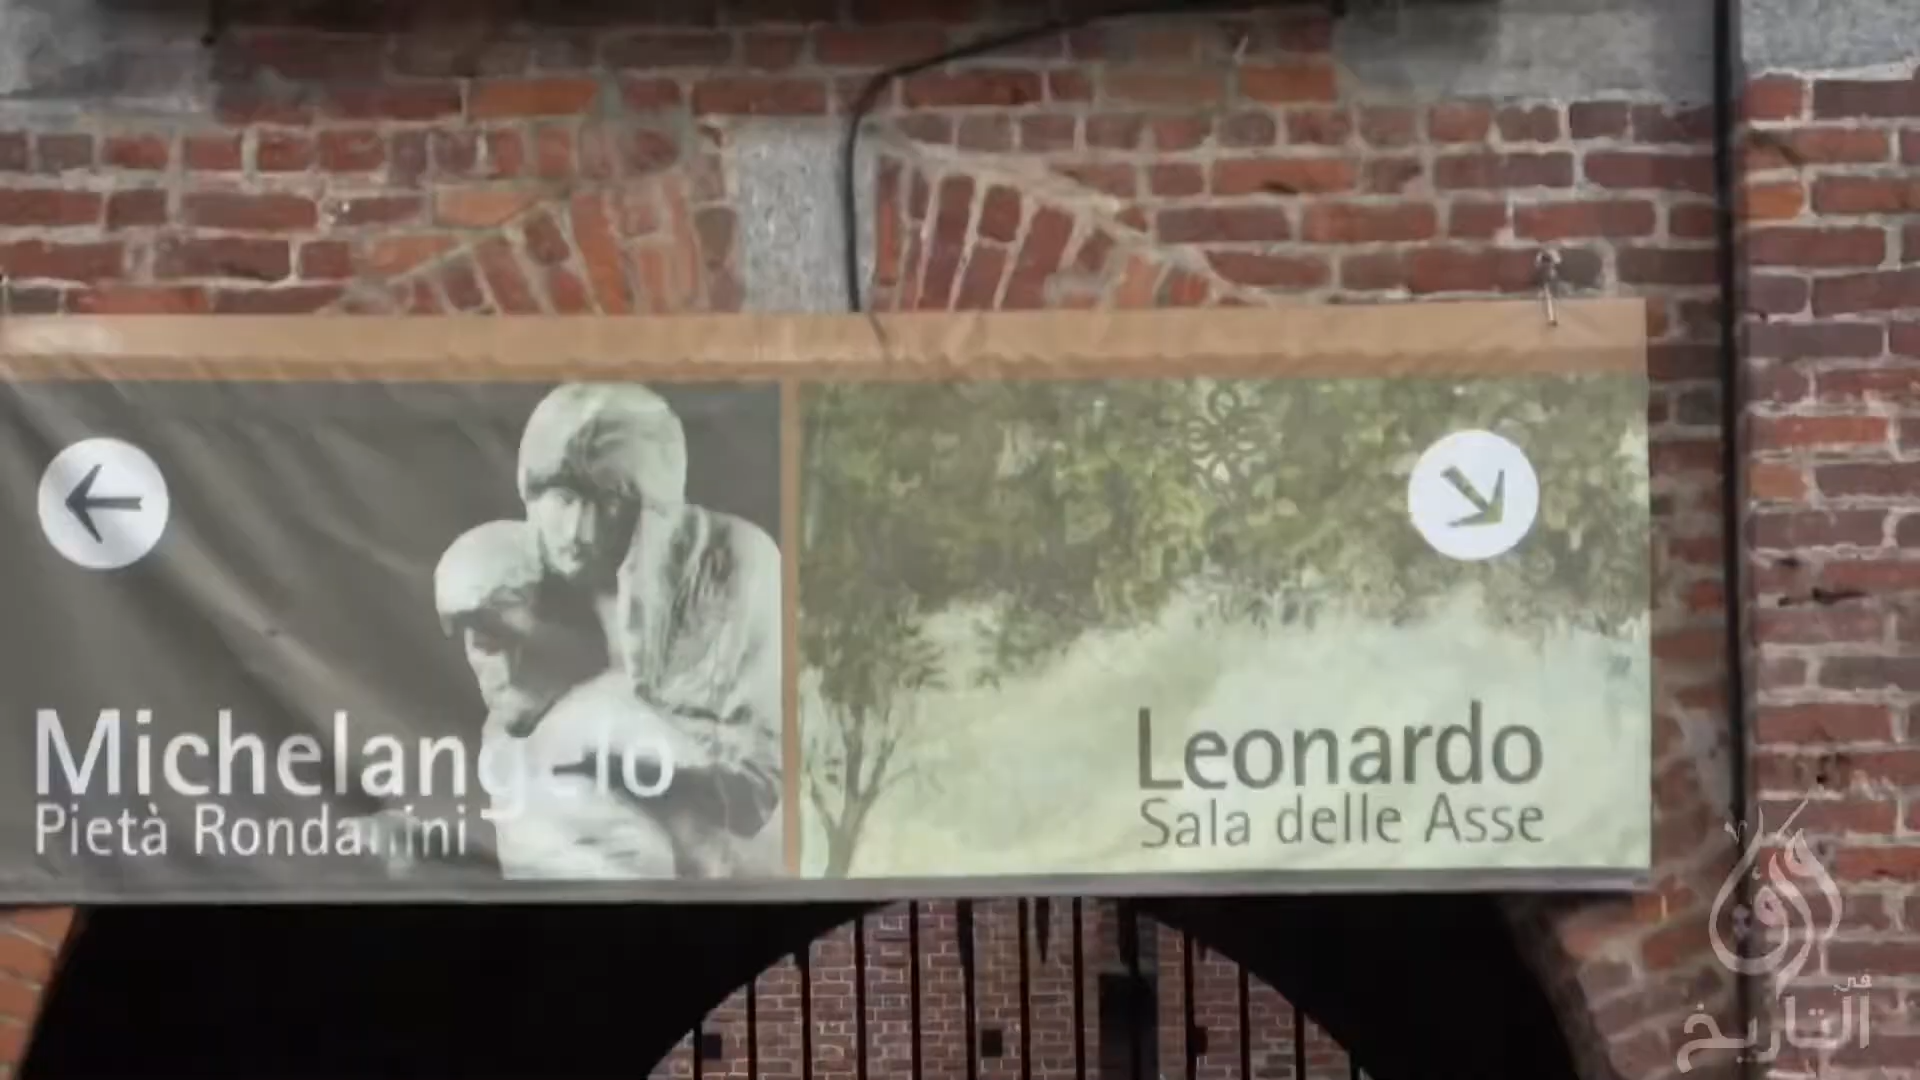 Michelangelo
Pietà Rondanini
Leonardo
Sala delle Asse
في
التاريخ